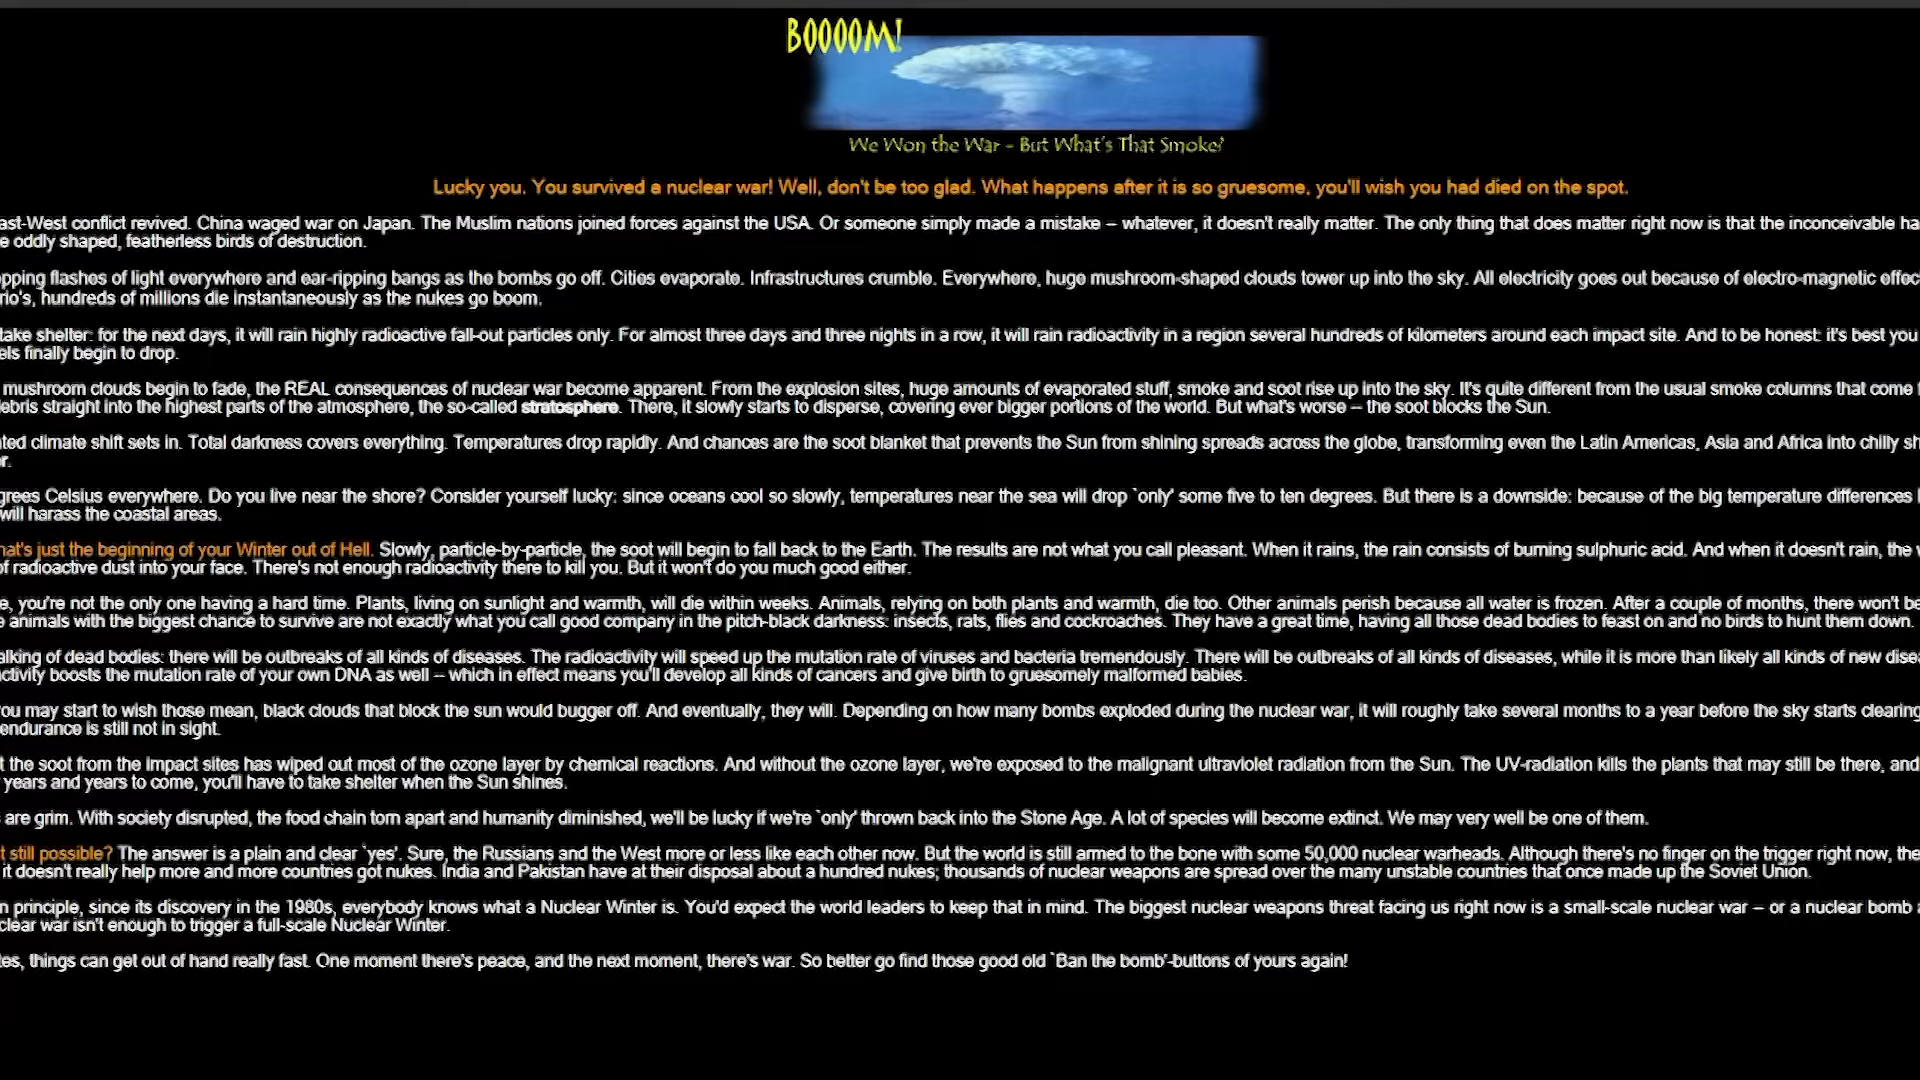 BOOOOM!
We Won the War - But What's That Smoke?
Lucky you. You survived a nuclear war! Well, don't be too glad. What happens after it is so gruesome, you'll wish you had died on the spot.
ast-West conflict revived. China waged war on Japan. The Muslim nations joined forces against the USA. Or someone simply made a mistake – whatever, it doesn't really matter. The only thing that does matter right now is that the inconceivable ha
e oddly shaped, featherless birds of destruction.
pping flashes of light everywhere and ear-ripping bangs as the bombs go off. Cities evaporate. Infrastructures crumble. Everywhere, huge mushroom-shaped clouds tower up into the sky. All electricity goes out because of electro-magnetic effec
rio's, hundreds of millions die instantaneously as the nukes go boom.
take shelter: for the next days, it will rain highly radioactive fall-out particles only. For almost three days and three nights in a row, it will rain radioactivity in a region several hundreds of kilometers around each impact site. And to be honest: it's best you
els finally begin to drop.
mushroom clouds begin to fade, the REAL consequences of nuclear war become apparent. From the explosion sites, huge amounts of evaporated stuff, smoke and soot rise up into the sky. It's quite different from the usual smoke columns that come f
ebris straight into the highest parts of the atmosphere, the so-called stratosphere. There, it slowly starts to disperse, covering ever bigger portions of the world. But what's worse – the soot blocks the Sun.
ted climate shift sets in. Total darkness covers everything. Temperatures drop rapidly. And chances are the soot blanket that prevents the Sun from shining spreads across the globe, transforming even the Latin Americas, Asia and Africa into chilly sh
r.
grees Celsius everywhere. Do you live near the shore? Consider yourself lucky: since oceans cool so slowly, temperatures near the sea will drop `only' some five to ten degrees. But there is a downside: because of the big temperature differences
will harass the coastal areas.
hat's just the beginning of your Winter out of Hell. Slowly, particle-by-particle, the soot will begin to fall back to the Earth. The results are not what you call pleasant. When it rains, the rain consists of burning sulphuric acid. And when it doesn't rain, the
of radioactive dust into your face. There's not enough radioactivity there to kill you. But it won't do you much good either.
e, you're not the only one having a hard time. Plants, living on sunlight and warmth, will die within weeks. Animals, relying on both plants and warmth, die too. Other animals perish because all water is frozen. After a couple of months, there won't be
e animals with the biggest chance to survive are not exactly what you call good company in the pitch-black darkness: insects, rats, flies and cockroaches. They have a great time, having all those dead bodies to feast on and no birds to hunt them down.
alking of dead bodies: there will be outbreaks of all kinds of diseases. The radioactivity will speed up the mutation rate of viruses and bacteria tremendously. There will be outbreaks of all kinds of diseases, while it is more than likely all kinds of new disea
activity boosts the mutation rate of your own DNA as well – which in effect means you'll develop all kinds of cancers and give birth to gruesomely malformed babies.
ou may start to wish those mean, black clouds that block the sun would bugger off. And eventually, they will. Depending on how many bombs exploded during the nuclear war, it will roughly take several months to a year before the sky starts clearing
endurance is still not in sight.
t the soot from the impact sites has wiped out most of the ozone layer by chemical reactions. And without the ozone layer, we're exposed to the malignant ultraviolet radiation from the Sun. The UV-radiation kills the plants that may still be there, and
years and years to come, you'll have to take shelter when the Sun shines.
are grim. With society disrupted, the food chain torn apart and humanity diminished, we'll be lucky if we're `only' thrown back into the Stone Age. A lot of species will become extinct. We may very well be one of them.
t still possible? The answer is a plain and clear `yes'. Sure, the Russians and the West more or less like each other now. But the world is still armed to the bone with some 50,000 nuclear warheads. Although there's no finger on the trigger right now, the
it doesn't really help more and more countries got nukes. India and Pakistan have at their disposal about a hundred nukes; thousands of nuclear weapons are spread over the many unstable countries that once made up the Soviet Union.
n principle, since its discovery in the 1980s, everybody knows what a Nuclear Winter is. You'd expect the world leaders to keep that in mind. The biggest nuclear weapons threat facing us right now is a small-scale nuclear war – or a nuclear bomb a
clear war isn't enough to trigger a full-scale Nuclear Winter.
tes, things can get out of hand really fast. One moment there's peace, and the next moment, there's war. So better go find those good old `Ban the bomb'-buttons of yours again!